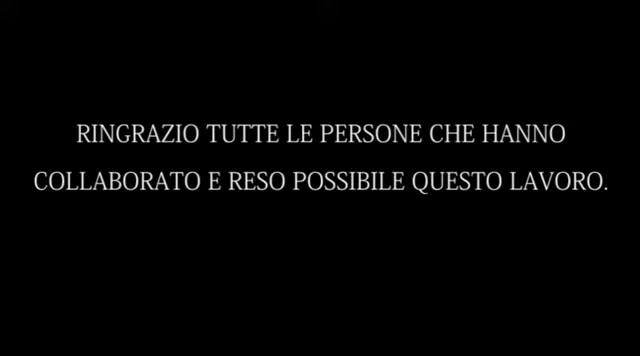 RINGRAZIO TUTTE LE PERSONE CHE HANNO
COLLABORATO E RESO POSSIBILE QUESTO LAVORO.